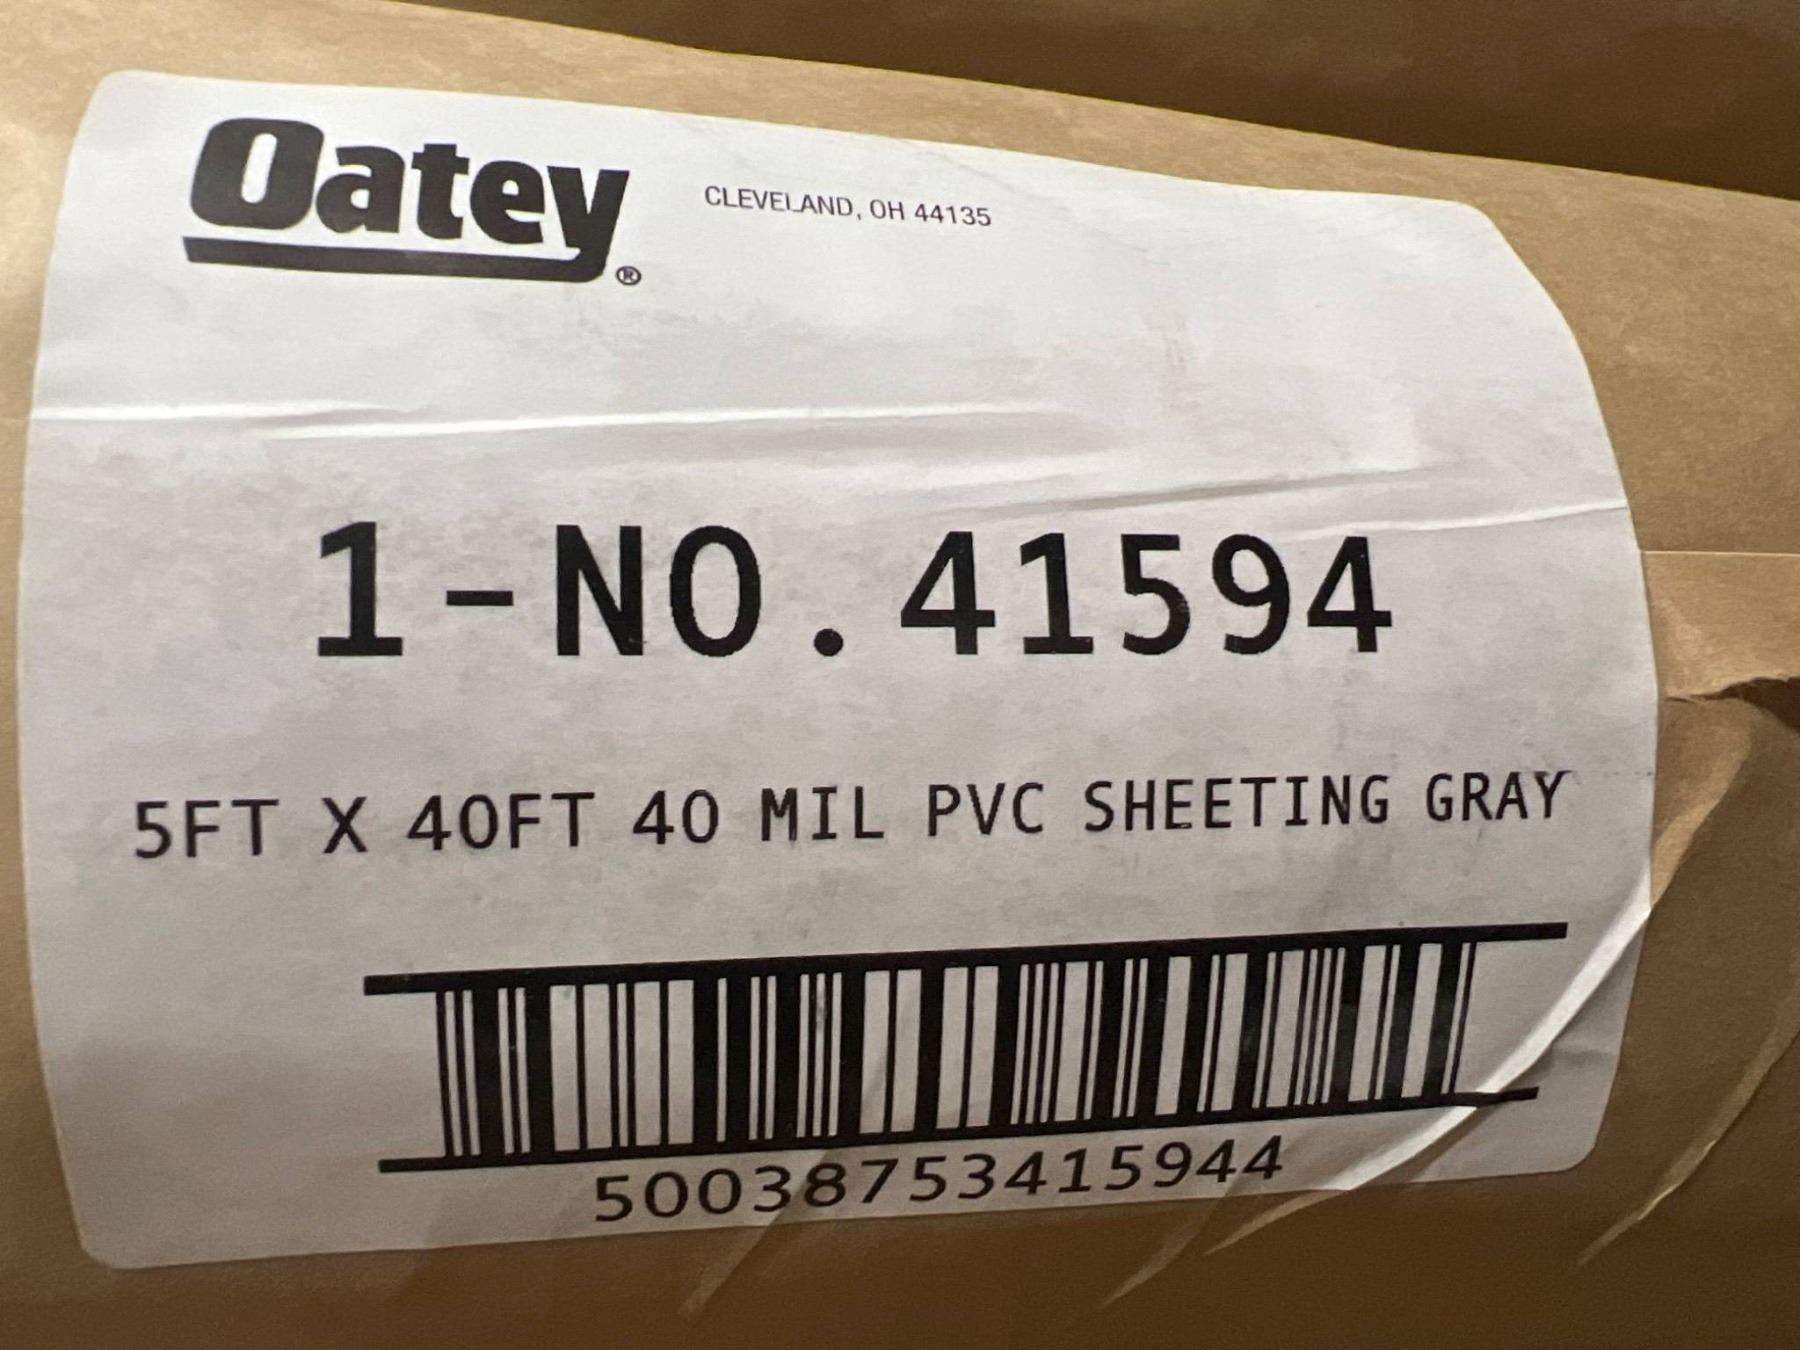 Oatey®
CLEVELAND, OH 44135
1-NO. 41594
5FT X 40FT 40 MIL PVC SHEETING GRAY
50038753415944